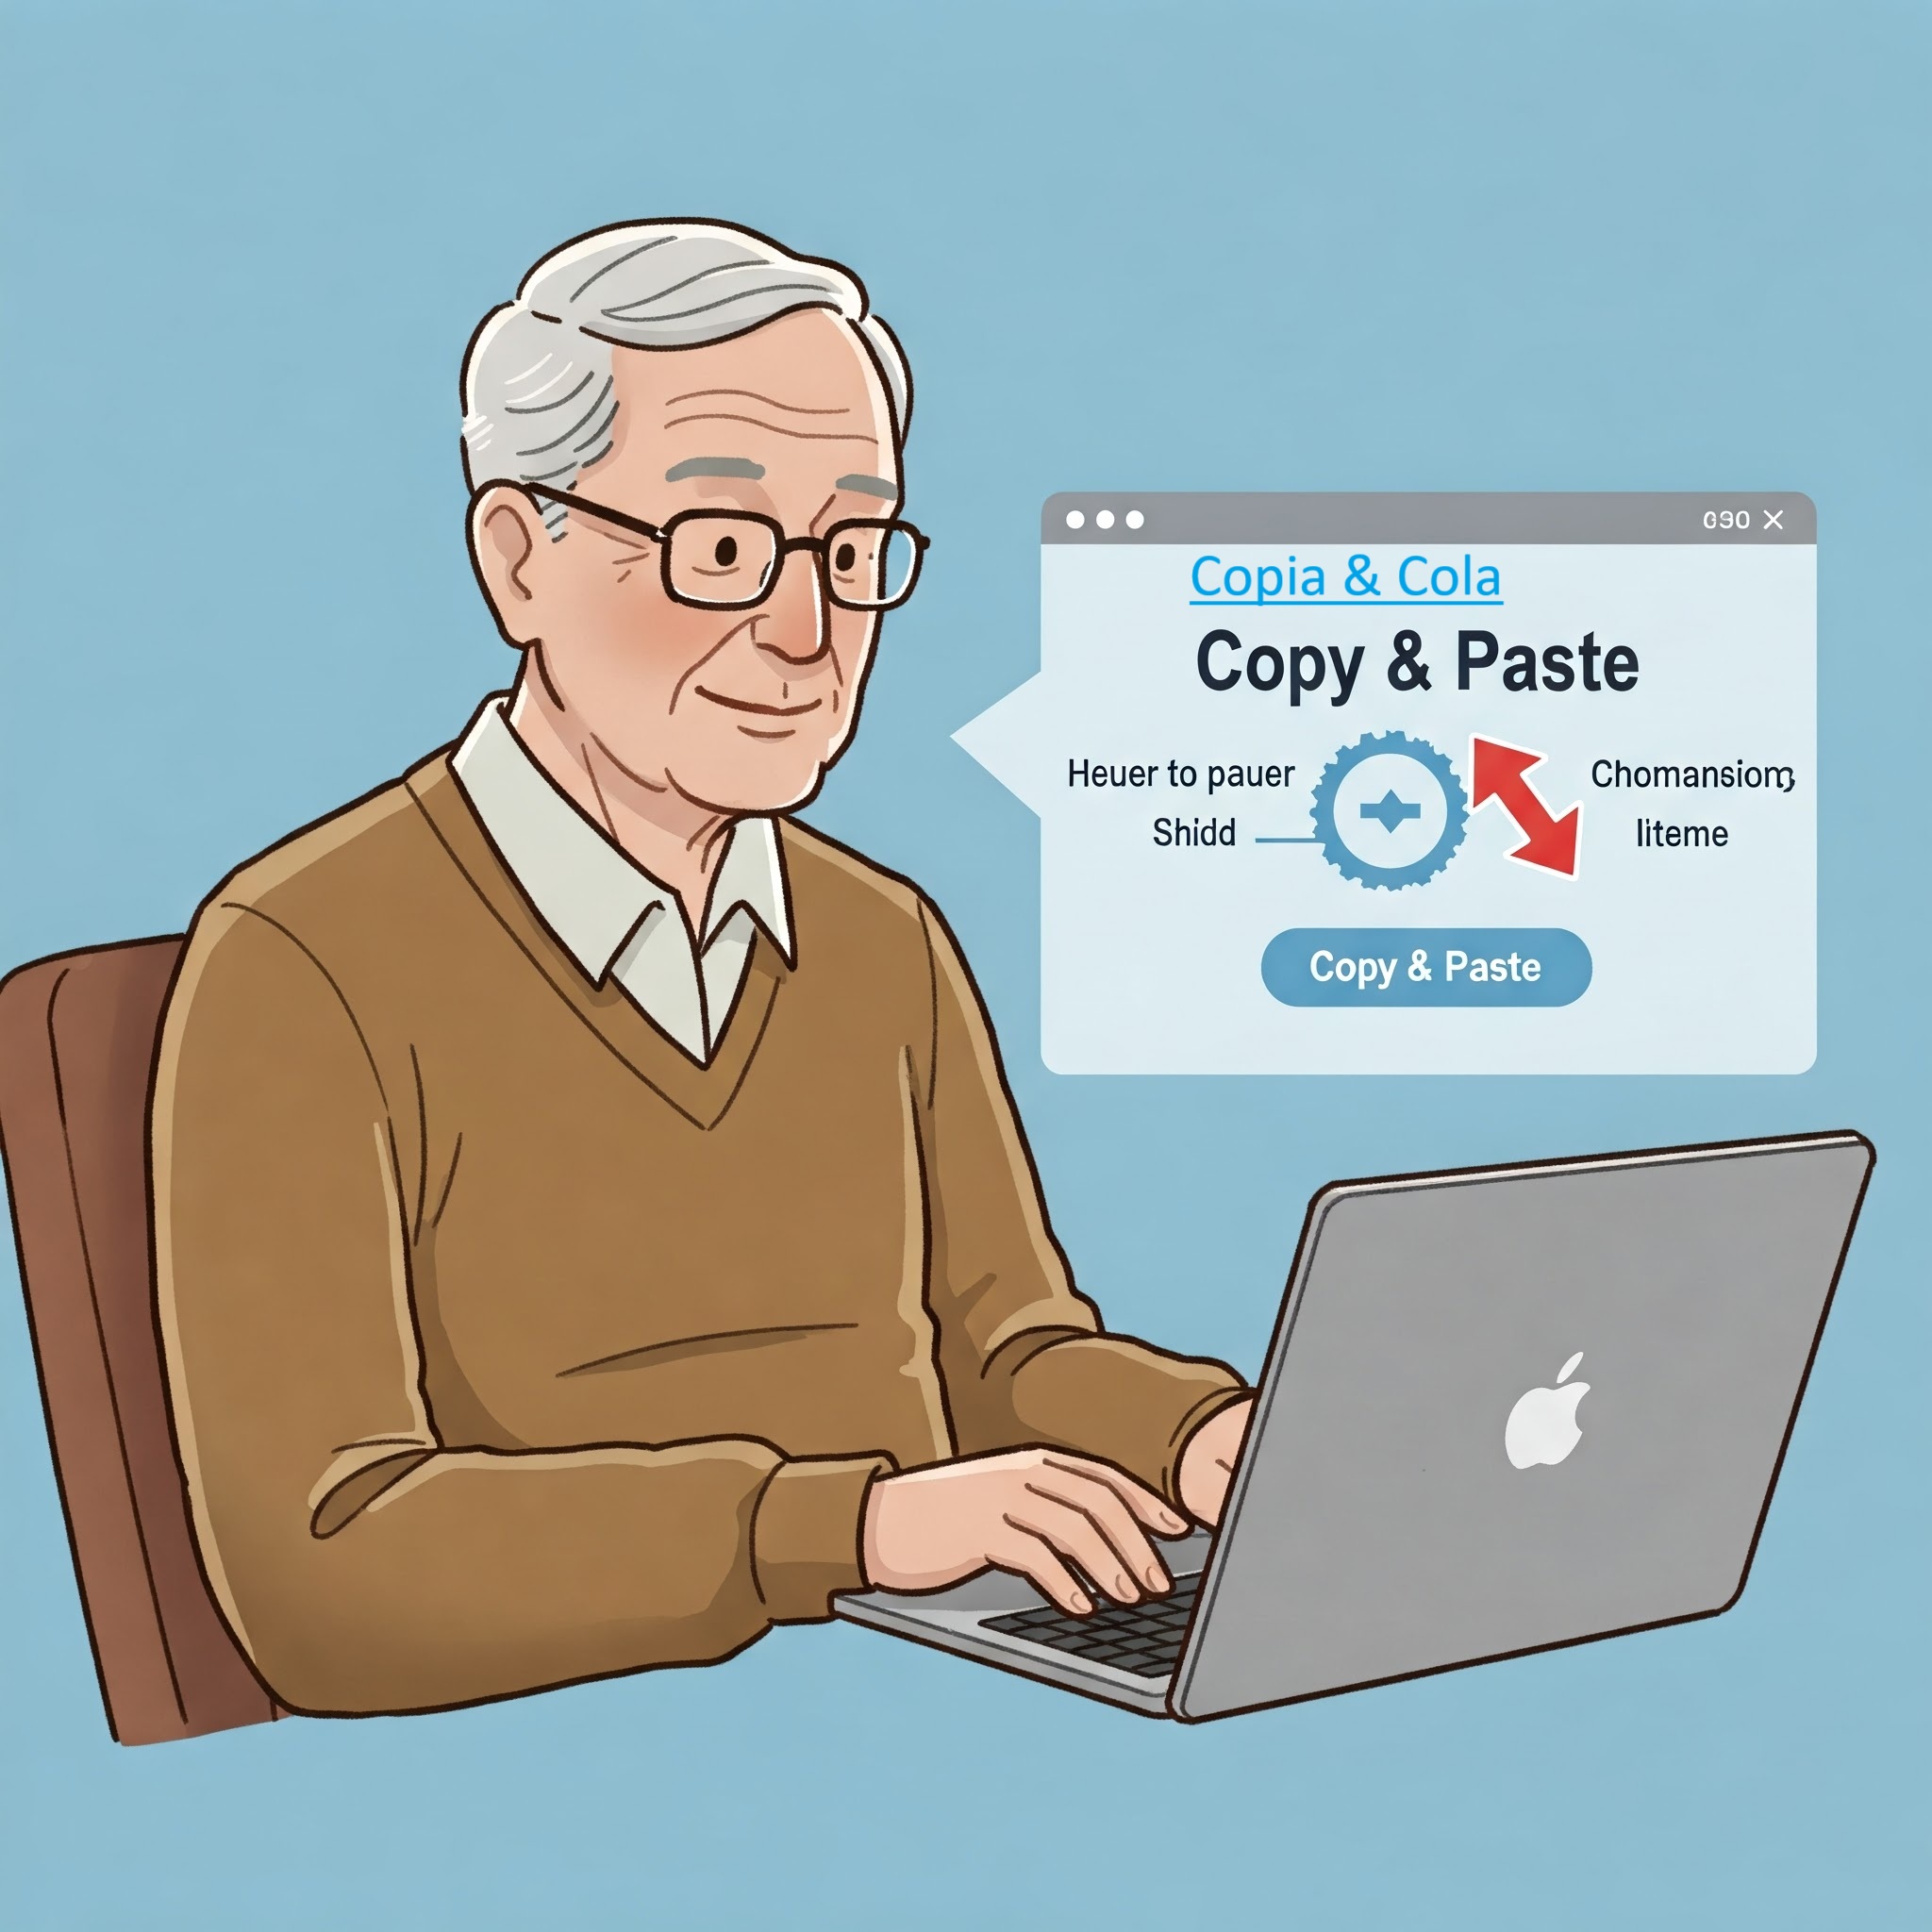 Copia & Cola
Copy & Paste
Heuer to pauer
Shidd
Chomansiom
liteme
Copy & Paste